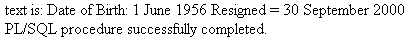 text is: Date of Birth: 1 June 1956 Resigned = 30 September 2000
PL/SQL procedure successfully completed.